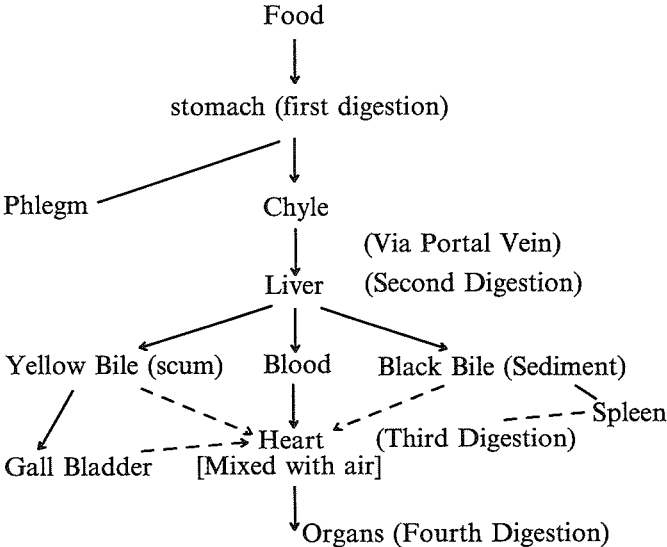 Food
stomach (first digestion)
Phlegm
Chyle
(Via Portal Vein)
Liver
(Second Digestion)
Yellow Bile (scum)
Blood
Black Bile (Sediment)
Spleen
Heart
(Third Digestion)
Gall Bladder
[Mixed with air]
Organs (Fourth Digestion)